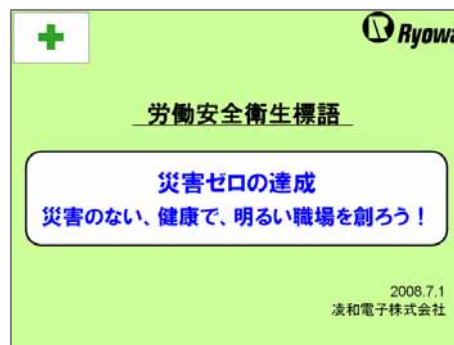 Ryowa
労働安全衛生標語
災害ゼロの達成
災害のない、健康で、明るい職場を創ろう！
2008.7.1
凌和電子株式会社